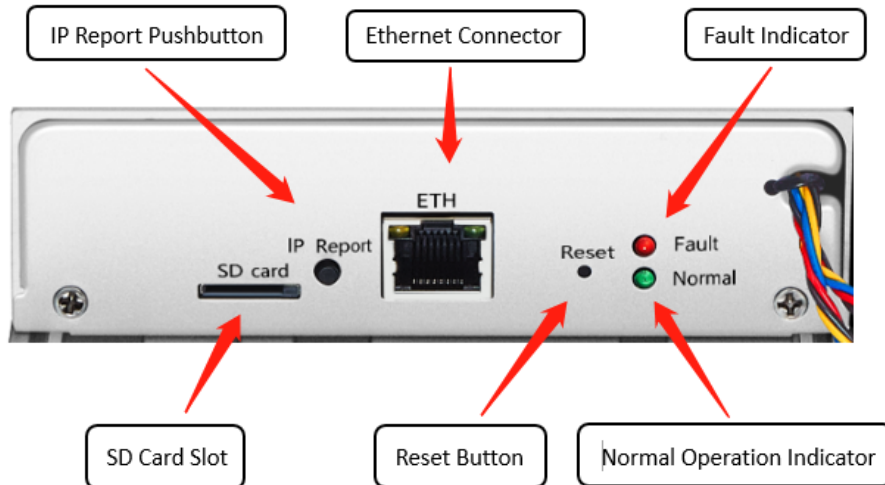 IP Report Pushbutton
Ethernet Connector
Fault Indicator
ETH
IP Report
Reset
Fault
SD card
Normal
SD Card Slot
Reset Button
Normal Operation Indicator